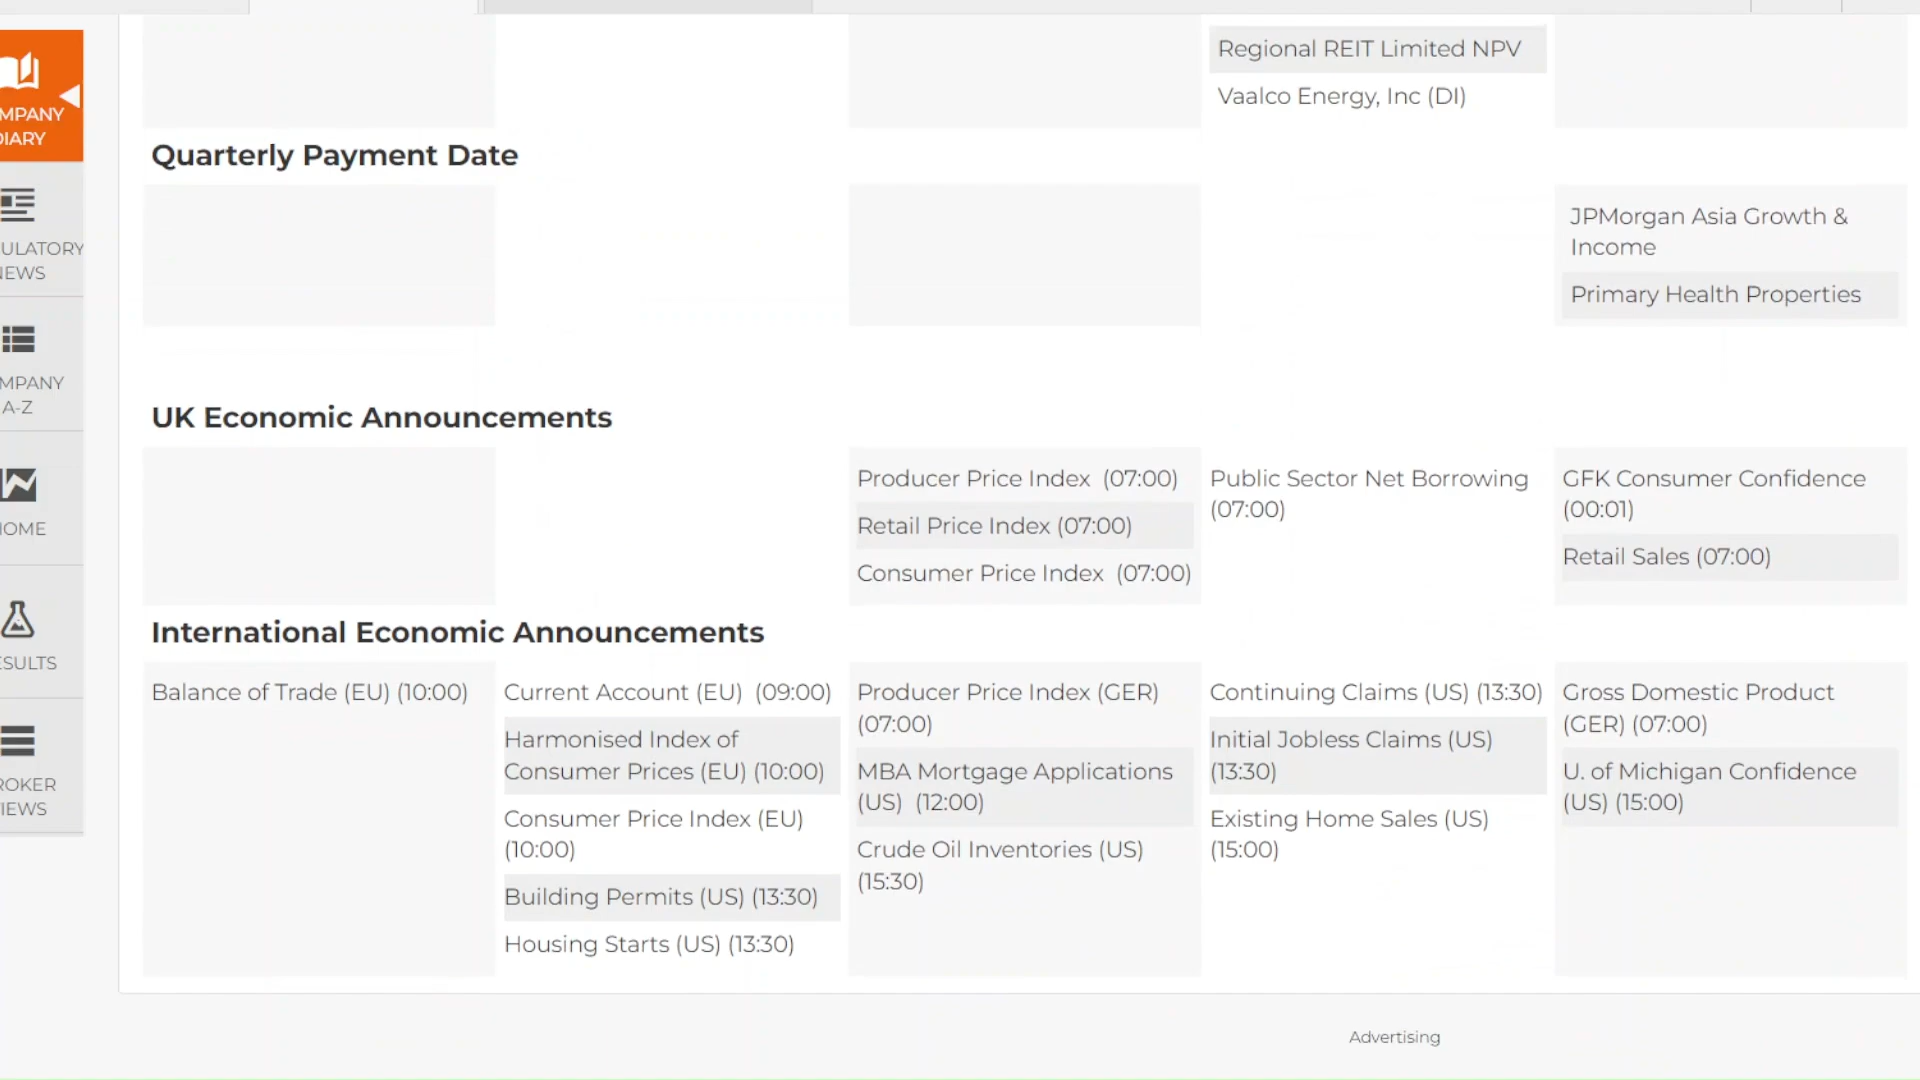 Regional REIT Limited NPV
Vaalco Energy, Inc (DI)
MPANY
DIARY
ULATORY
NEWS
MPANY
A-Z
HOME
ESULTS
ROKER
VIEWS
Quarterly Payment Date
JPMorgan Asia Growth &
Income
Primary Health Properties
UK Economic Announcements
Producer Price Index (07:00)
Retail Price Index (07:00)
Consumer Price Index (07:00)
Public Sector Net Borrowing
(07:00)
GFK Consumer Confidence
(00:01)
Retail Sales (07:00)
International Economic Announcements
Balance of Trade (EU) (10:00)
Current Account (EU) (09:00)
Harmonised Index of
Consumer Prices (EU) (10:00)
Consumer Price Index (EU)
(10:00)
Building Permits (US) (13:30)
Housing Starts (US) (13:30)
Producer Price Index (GER)
(07:00)
MBA Mortgage Applications
(US) (12:00)
Crude Oil Inventories (US)
(15:30)
Continuing Claims (US) (13:30)
Initial Jobless Claims (US)
(13:30)
Existing Home Sales (US)
(15:00)
Gross Domestic Product
(GER) (07:00)
U. of Michigan Confidence
(US) (15:00)
Advertising